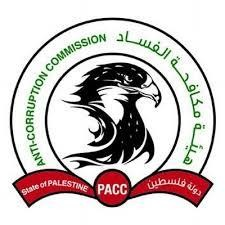 ANTI-CORRUPTION COMMISSION
هيئة مكافحة الفساد
State of PALESTINE
PACC
دولة فلسطين